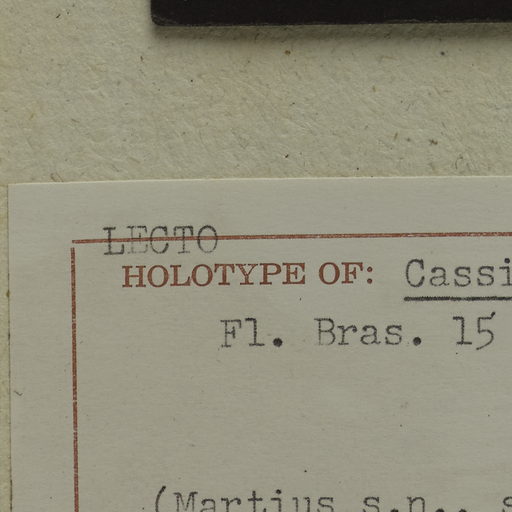 LECTO
HOLOTYPE OF: Cassi
Fl. Bras. 15
(Martius s.n., s